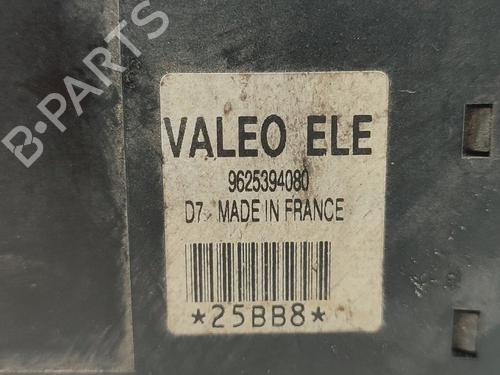 B-PARTS
VALEO ELE
9625394080
D7. MADE IN FRANCE
*25BB8*